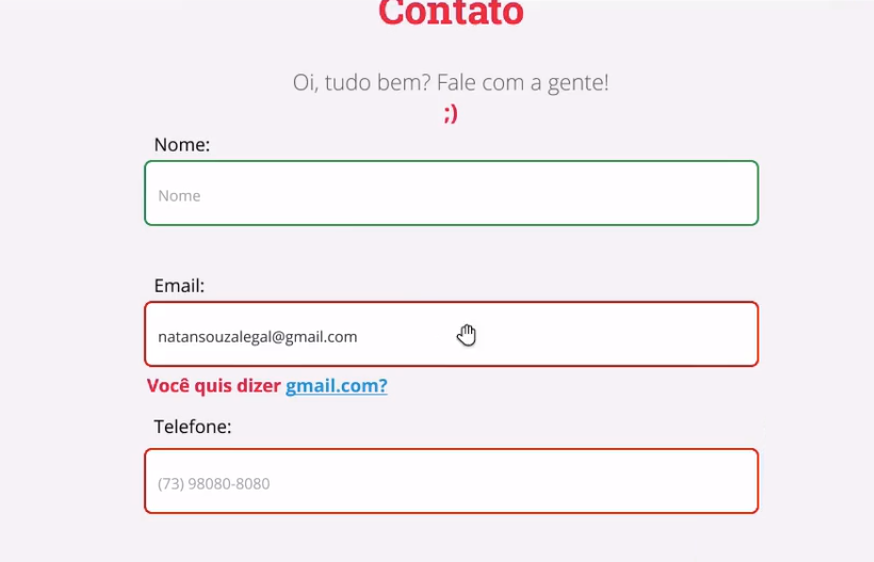 Contato
Oi, tudo bem? Fale com a gente!
;)
Nome:
Nome
Email:
natansouzalegal@gmail.com
Você quis dizer gmail.com?
Telefone:
(73) 98080-8080